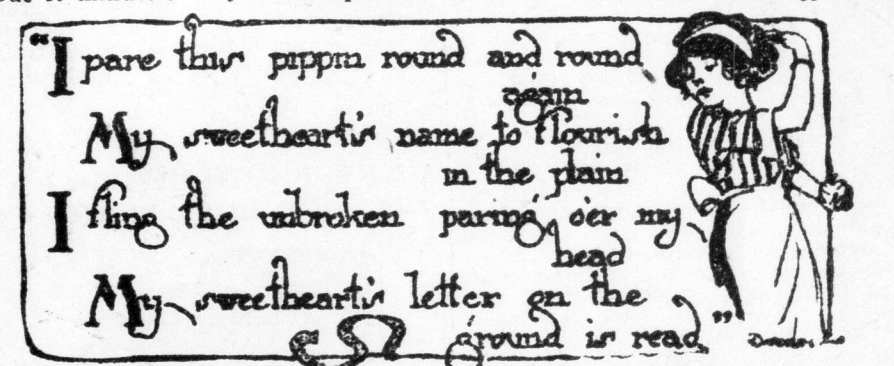 "I pare this pippin round and round
again
My sweetheart's name to flourish
in the plain
I fling the unbroken paring o'er my
head
My sweetheart's letter on the
ground is read"